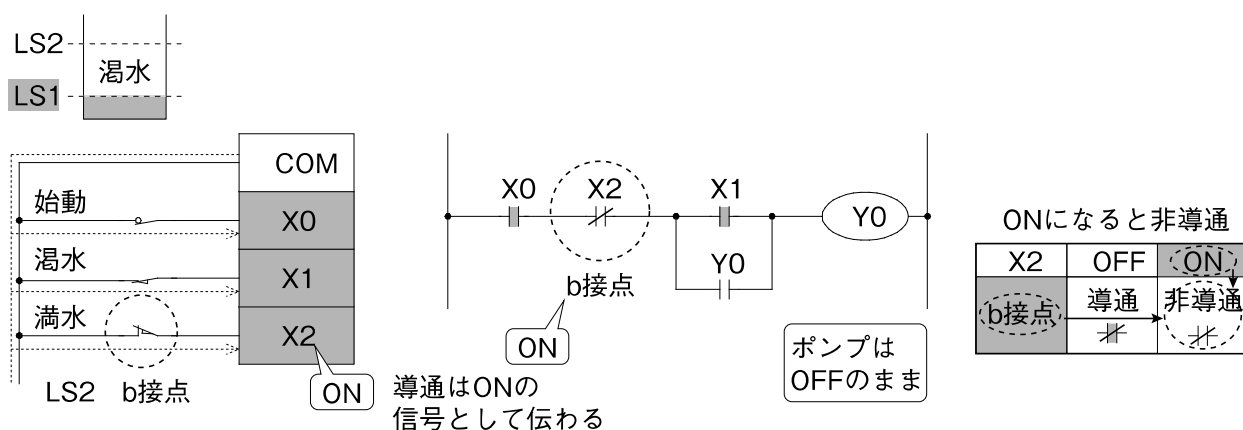 LS2
渇水
LS1
COM
始動
X0
渇水
X1
満水
X2
LS2
b接点
ON
導通はONの
信号として伝わる
X0
X2
X1
Y0
Y0
b接点
ON
ポンプは
OFFのまま
ONになると非導通
X2 OFF ON
b接点 導通 非導通